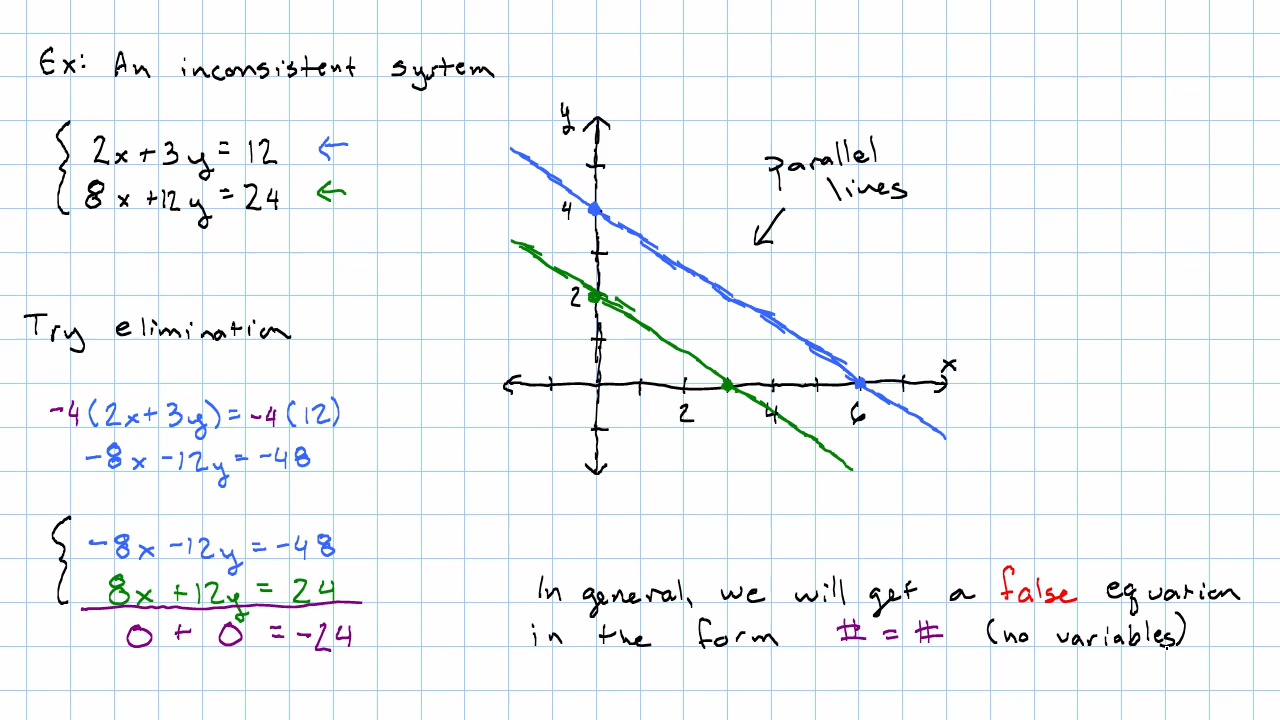 Ex: An inconsistent system
2x + 3y = 12 ←
8x + 12y = 24 ←
Try elimination
-4(2x + 3y) = -4(12)
-8x - 12y = -48
-8x - 12y = -48
8x + 12y = 24
0 + 0 = -24
y
4
2
2
4
6
x
parallel
lines
In general, we will get a false equation
in the form # = # (no variables)